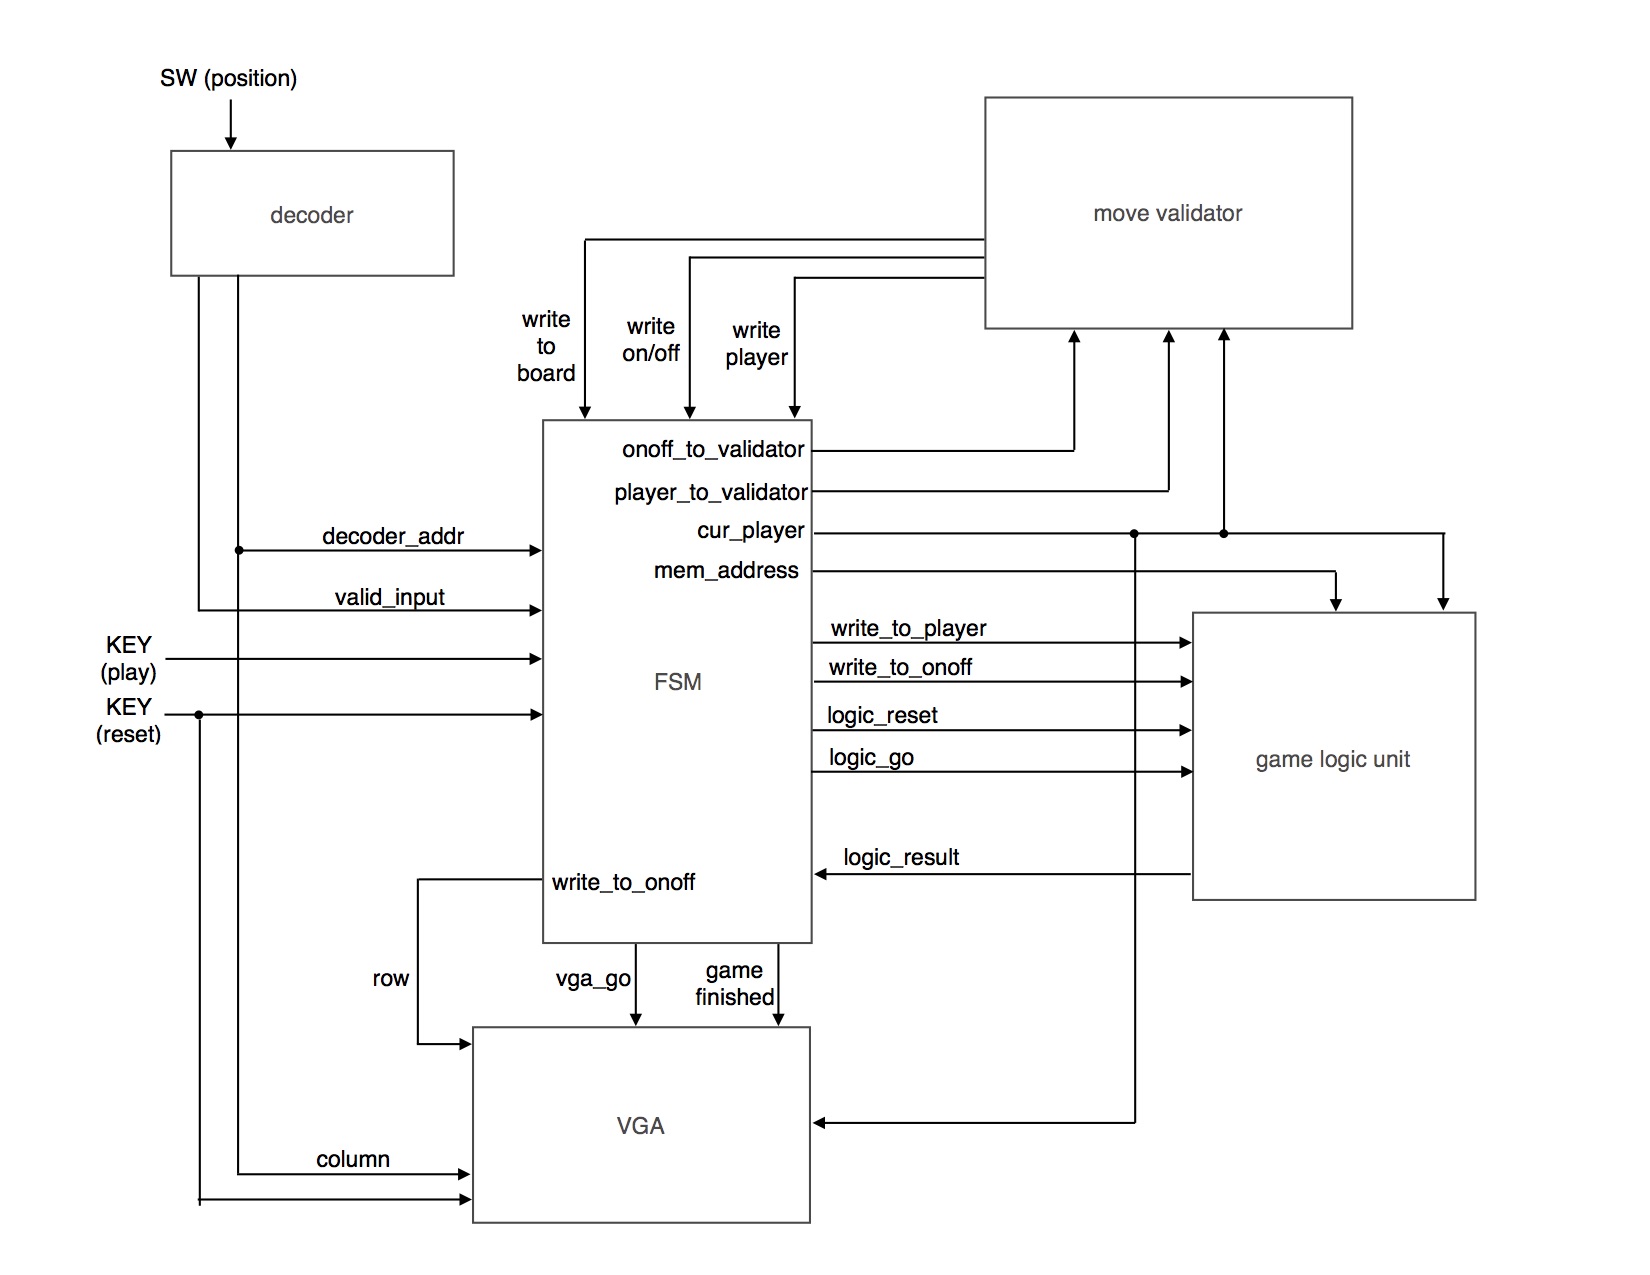 SW (position)
decoder
move validator
write
to
board
write
on/off
write
player
onoff_to_validator
player_to_validator
cur_player
mem_address
decoder_addr
valid_input
KEY
(play)
KEY
(reset)
FSM
write_to_player
write_to_onoff
logic_reset
logic_go
game logic unit
logic_result
write_to_onoff
row
vga_go
game
finished
VGA
column